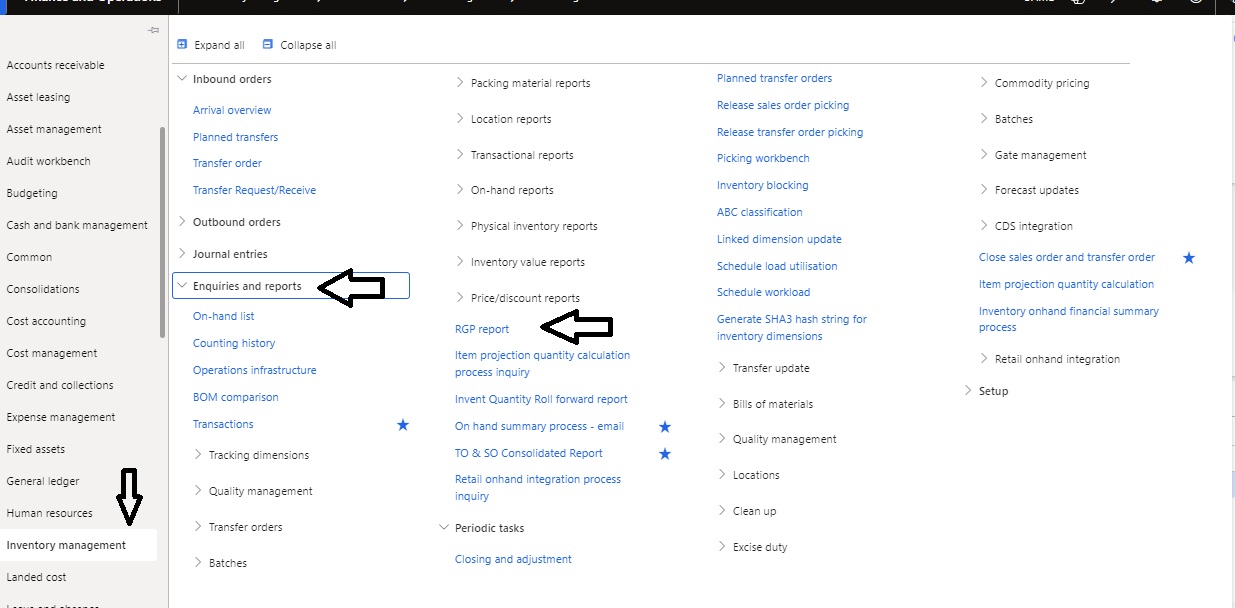 Finance and Operations
Accounts receivable
Asset leasing
Asset management
Audit workbench
Budgeting
Cash and bank management
Common
Consolidations
Cost accounting
Cost management
Credit and collections
Expense management
Fixed assets
General ledger
Human resources
Inventory management
Landed cost
Expand all
Collapse all
Inbound orders
Arrival overview
Planned transfers
Transfer order
Transfer Request/Receive
Outbound orders
Journal entries
Enquiries and reports
On-hand list
Counting history
Operations infrastructure
BOM comparison
Transactions
Tracking dimensions
Quality management
Transfer orders
Batches
Packing material reports
Location reports
Transactional reports
On-hand reports
Physical inventory reports
Inventory value reports
Price/discount reports
RGP report
Item projection quantity calculation
process inquiry
Invent Quantity Roll forward report
On hand summary process - email
TO & SO Consolidated Report
Retail onhand integration process
inquiry
Periodic tasks
Closing and adjustment
Planned transfer orders
Release sales order picking
Release transfer order picking
Picking workbench
Inventory blocking
ABC classification
Linked dimension update
Schedule load utilisation
Schedule workload
Generate SHA3 hash string for
inventory dimensions
Transfer update
Bills of materials
Quality management
Locations
Clean up
Excise duty
Commodity pricing
Batches
Gate management
Forecast updates
CDS integration
Close sales order and transfer order
Item projection quantity calculation
Inventory onhand financial summary
process
Retail onhand integration
Setup